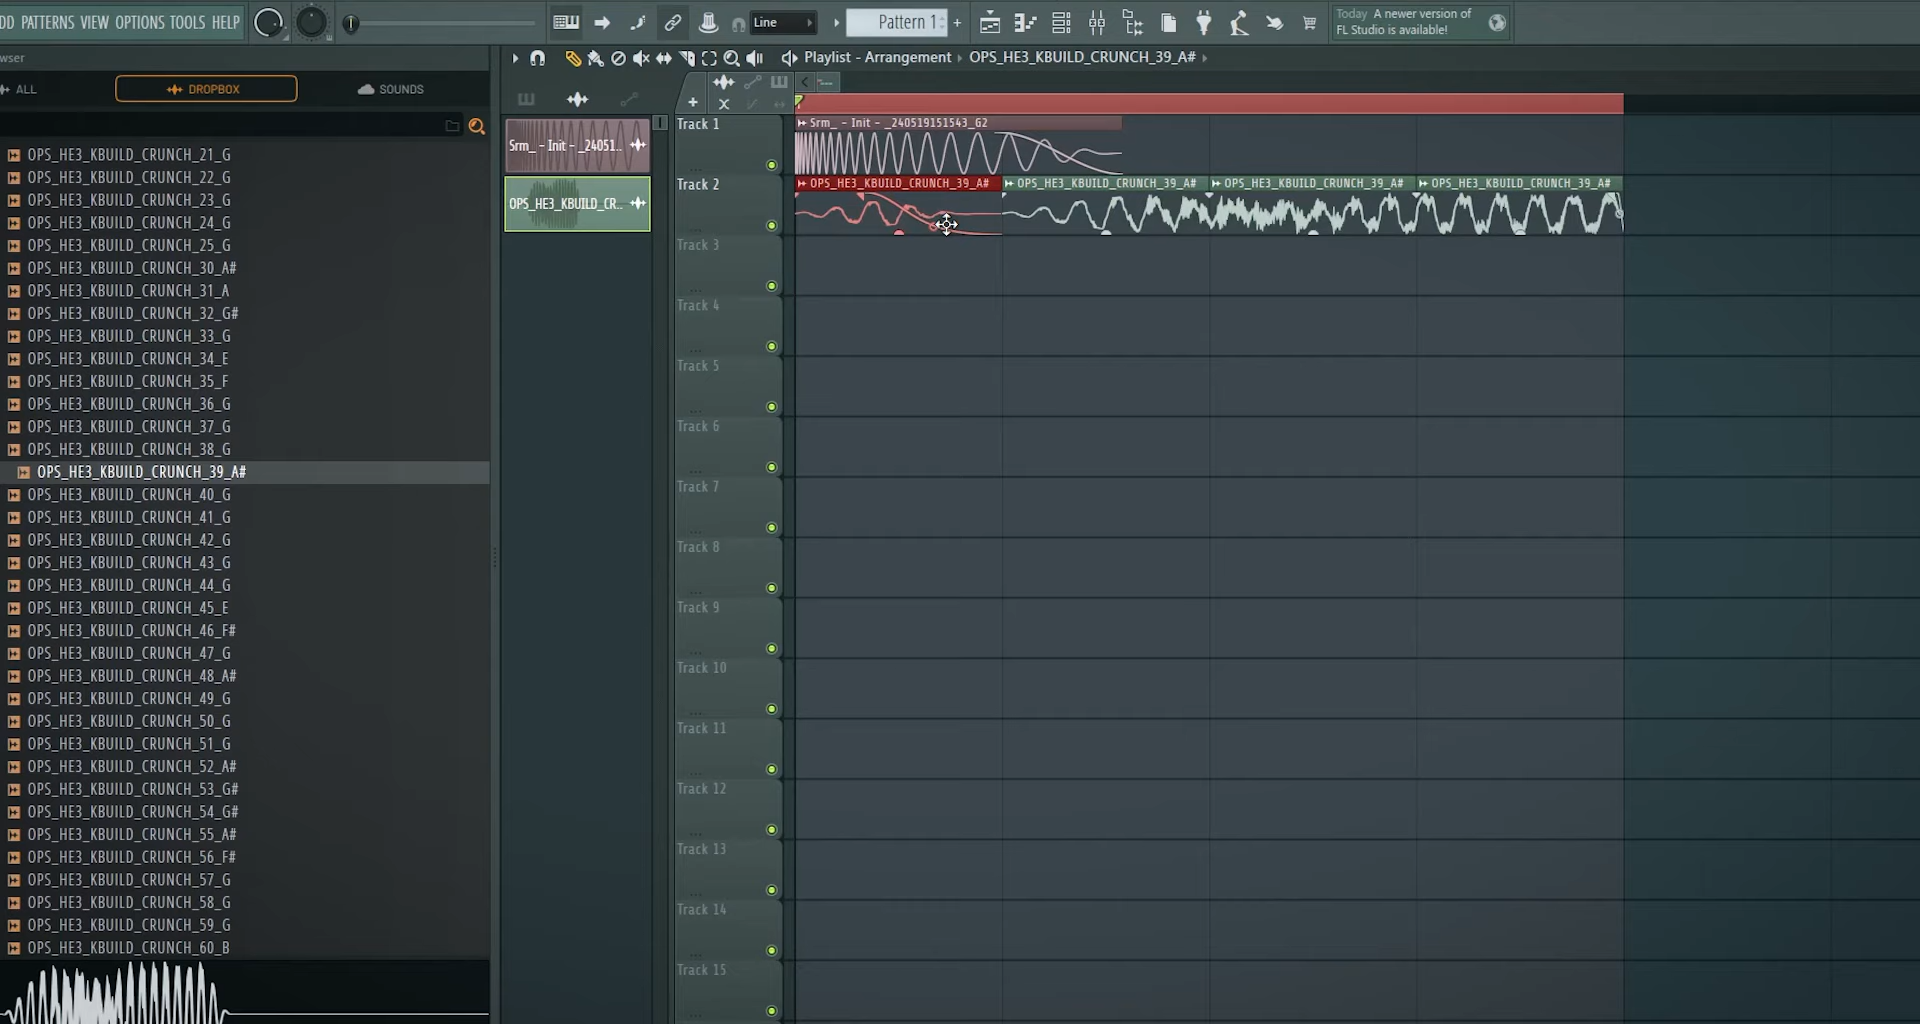 DD PATTERNS VIEW OPTIONS TOOLS HELP
Line
Pattern 1
Today A newer version of
FL Studio is available!
wser
Playlist - Arrangement › OPS_HE3_KBUILD_CRUNCH_39_A# ›
ALL
DROPBOX
SOUNDS
OPS_HE3_KBUILD_CRUNCH_21_G
OPS_HE3_KBUILD_CRUNCH_22_G
OPS_HE3_KBUILD_CRUNCH_23_G
OPS_HE3_KBUILD_CRUNCH_24_G
OPS_HE3_KBUILD_CRUNCH_25_G
OPS_HE3_KBUILD_CRUNCH_30_A#
OPS_HE3_KBUILD_CRUNCH_31_A
OPS_HE3_KBUILD_CRUNCH_32_G#
OPS_HE3_KBUILD_CRUNCH_33_G
OPS_HE3_KBUILD_CRUNCH_34_E
OPS_HE3_KBUILD_CRUNCH_35_F
OPS_HE3_KBUILD_CRUNCH_36_G
OPS_HE3_KBUILD_CRUNCH_37_G
OPS_HE3_KBUILD_CRUNCH_38_G
OPS_HE3_KBUILD_CRUNCH_39_A#
OPS_HE3_KBUILD_CRUNCH_40_G
OPS_HE3_KBUILD_CRUNCH_41_G
OPS_HE3_KBUILD_CRUNCH_42_G
OPS_HE3_KBUILD_CRUNCH_43_G
OPS_HE3_KBUILD_CRUNCH_44_G
OPS_HE3_KBUILD_CRUNCH_45_E
OPS_HE3_KBUILD_CRUNCH_46_F#
OPS_HE3_KBUILD_CRUNCH_47_G
OPS_HE3_KBUILD_CRUNCH_48_A#
OPS_HE3_KBUILD_CRUNCH_49_G
OPS_HE3_KBUILD_CRUNCH_50_G
OPS_HE3_KBUILD_CRUNCH_51_G
OPS_HE3_KBUILD_CRUNCH_52_A#
OPS_HE3_KBUILD_CRUNCH_53_G#
OPS_HE3_KBUILD_CRUNCH_54_G#
OPS_HE3_KBUILD_CRUNCH_55_A#
OPS_HE3_KBUILD_CRUNCH_56_F#
OPS_HE3_KBUILD_CRUNCH_57_G
OPS_HE3_KBUILD_CRUNCH_58_G
OPS_HE3_KBUILD_CRUNCH_59_G
OPS_HE3_KBUILD_CRUNCH_60_B
Srm_ - Init - _24051..
OPS_HE3_KBUILD_CR..
Track 1
Srm_ - Init - _240519151543_G2
Track 2
OPS_HE3_KBUILD_CRUNCH_39_A#
OPS_HE3_KBUILD_CRUNCH_39_A#
OPS_HE3_KBUILD_CRUNCH_39_A#
OPS_HE3_KBUILD_CRUNCH_39_A#
Track 3
Track 4
Track 5
Track 6
Track 7
Track 8
Track 9
Track 10
Track 11
Track 12
Track 13
Track 14
Track 15